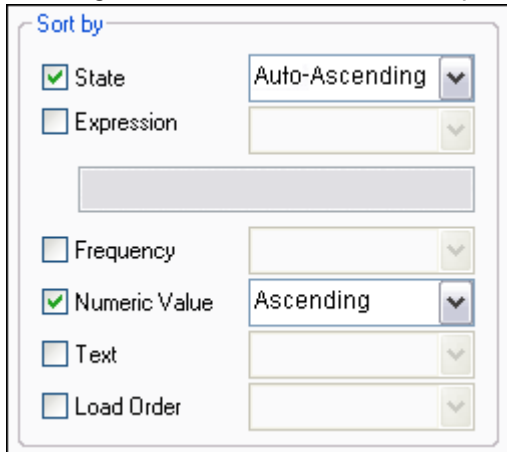 Sort by
State Auto-Ascending
Expression
Frequency
Numeric Value Ascending
Text
Load Order